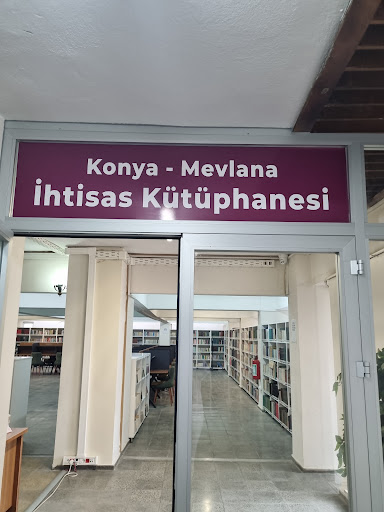 Konya - Mevlana
İhtisas Kütüphanesi